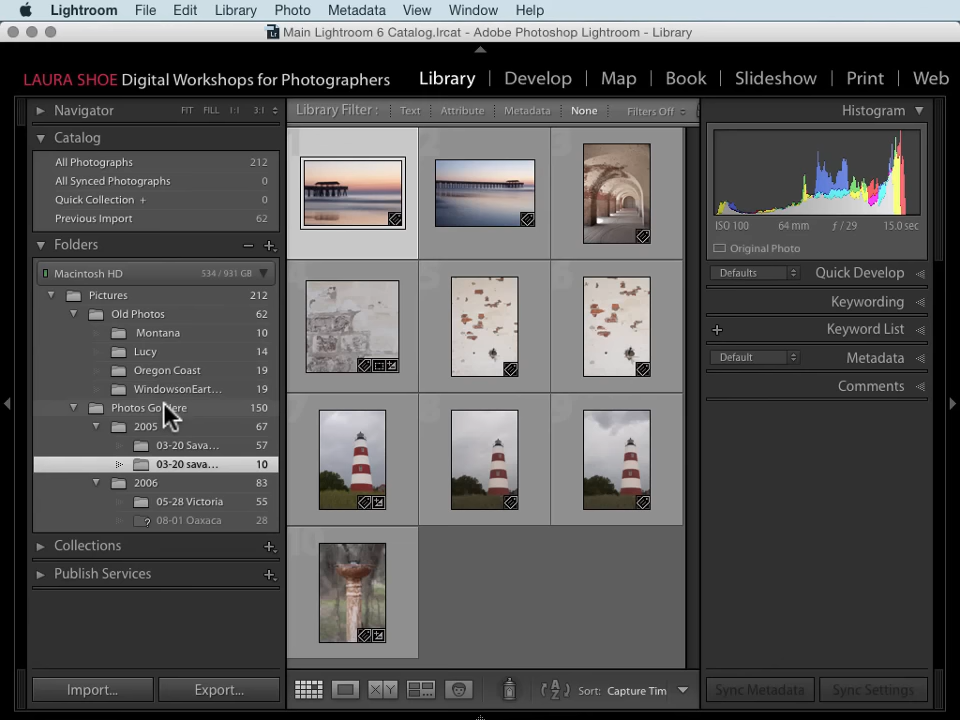 Lightroom File Edit Library Photo Metadata View Window Help
Main Lightroom 6 Catalog.lrcat - Adobe Photoshop Lightroom - Library
LAURA SHOE Digital Workshops for Photographers
Library | Develop | Map | Book | Slideshow | Print | Web
Navigator FIT FILL 1:1 3:1
Catalog
All Photographs 212
All Synced Photographs 0
Quick Collection + 0
Previous Import 62
Folders
Macintosh HD 534 / 931 GB
Pictures 212
Old Photos 62
Montana 10
Lucy 14
Oregon Coast 19
WindowsonEart... 19
Photos 150
2005 67
03-20 Sava... 57
03-20 sava... 10
2006 83
05-28 Victoria 55
08-01 Oaxaca 28
Collections
Publish Services
Import... Export...
Library Filter : Text | Attribute | Metadata | None Filters Off
Sort: Capture Tim
Histogram
ISO 100 64 mm ƒ / 29 15.0 sec
Original Photo
Defaults Quick Develop
Keywording
Keyword List
Default Metadata
Comments
Sync Metadata Sync Settings